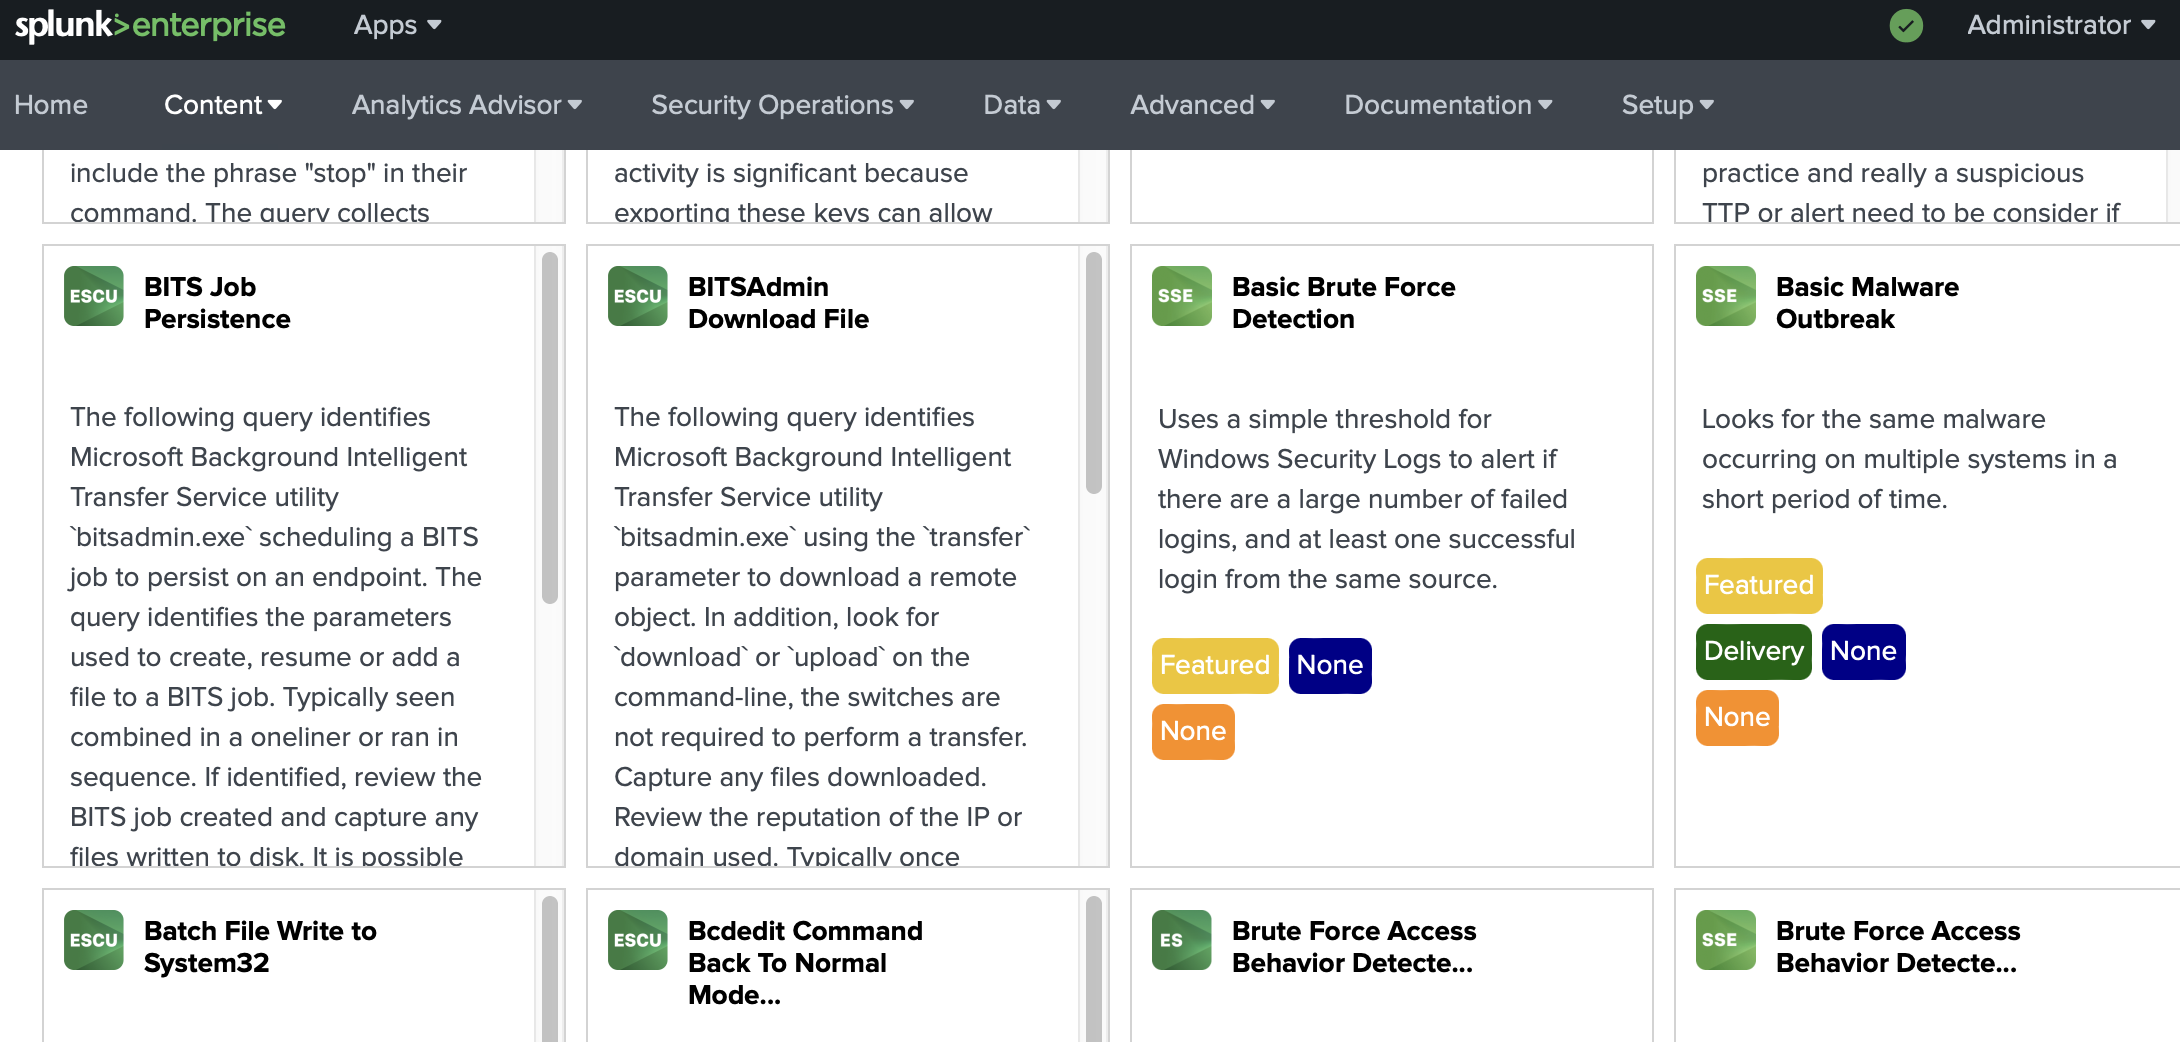 splunk>enterprise
Apps
Administrator
Home
Content
Analytics Advisor
Security Operations
Data
Advanced
Documentation
Setup
include the phrase "stop" in their
command. The query collects
activity is significant because
exporting these keys can allow
practice and really a suspicious
TTP or alert need to be consider if
ESCU
BITS Job
Persistence
The following query identifies
Microsoft Background Intelligent
Transfer Service utility
`bitsadmin.exe` scheduling a BITS
job to persist on an endpoint. The
query identifies the parameters
used to create, resume or add a
file to a BITS job. Typically seen
combined in a oneliner or ran in
sequence. If identified, review the
BITS job created and capture any
files written to disk. It is possible
ESCU
BITSAdmin
Download File
The following query identifies
Microsoft Background Intelligent
Transfer Service utility
`bitsadmin.exe` using the `transfer`
parameter to download a remote
object. In addition, look for
`download` or `upload` on the
command-line, the switches are
not required to perform a transfer.
Capture any files downloaded.
Review the reputation of the IP or
domain used. Typically once
SSE
Basic Brute Force
Detection
Uses a simple threshold for
Windows Security Logs to alert if
there are a large number of failed
logins, and at least one successful
login from the same source.
Featured
None
None
SSE
Basic Malware
Outbreak
Looks for the same malware
occurring on multiple systems in a
short period of time.
Featured
Delivery
None
None
ESCU
Batch File Write to
System32
ESCU
Bcdedit Command
Back To Normal
Mode...
ES
Brute Force Access
Behavior Detecte...
SSE
Brute Force Access
Behavior Detecte...